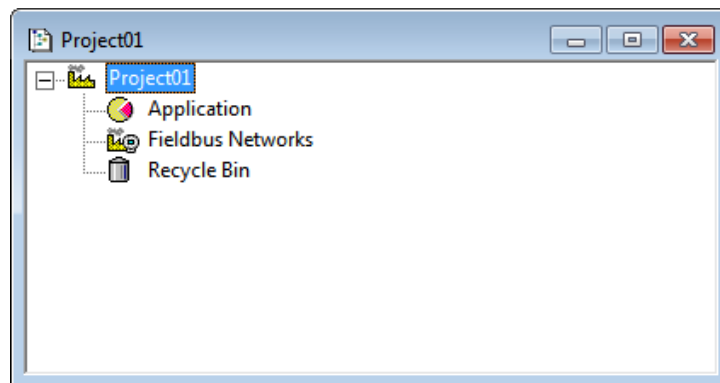 Project01
Project01
Application
Fieldbus Networks
Recycle Bin